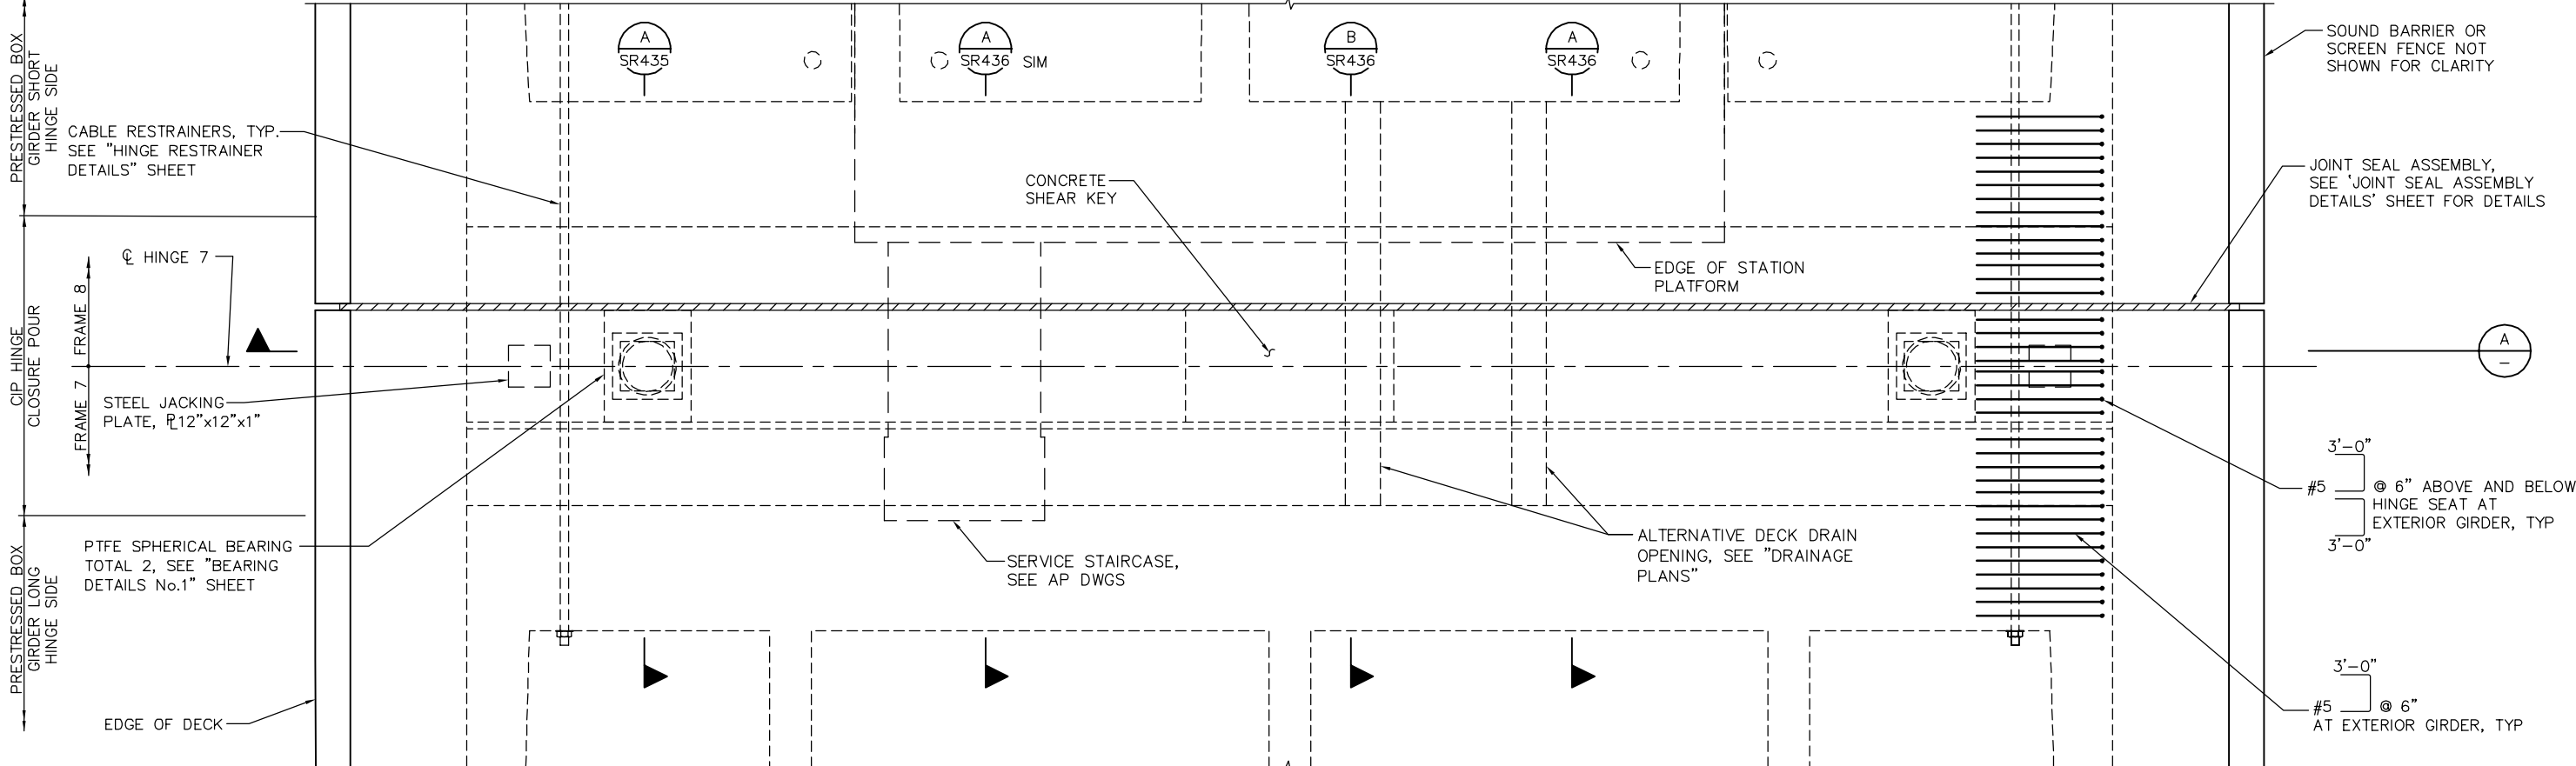 PRESTRESSED BOX
GIRDER SHORT
HINGE SIDE
A
SR435
A
SR436 SIM
B
SR436
A
SR436
SOUND BARRIER OR
SCREEN FENCE NOT
SHOWN FOR CLARITY
CABLE RESTRAINERS, TYP.
SEE "HINGE RESTRAINER
DETAILS" SHEET
CONCRETE
SHEAR KEY
JOINT SEAL ASSEMBLY,
SEE 'JOINT SEAL ASSEMBLY
DETAILS' SHEET FOR DETAILS
℄ HINGE 7
EDGE OF STATION
PLATFORM
CIP HINGE
CLOSURE POUR
FRAME 8
FRAME 7
A
–
STEEL JACKING
PLATE, ⅊12"x12"x1"
3'-0"
#5 @ 6" ABOVE AND BELOW
HINGE SEAT AT
EXTERIOR GIRDER, TYP
3'-0"
PRESTRESSED BOX
GIRDER LONG
HINGE SIDE
PTFE SPHERICAL BEARING
TOTAL 2, SEE "BEARING
DETAILS No.1" SHEET
SERVICE STAIRCASE,
SEE AP DWGS
ALTERNATIVE DECK DRAIN
OPENING, SEE "DRAINAGE
PLANS"
EDGE OF DECK
3'-0"
#5 @ 6"
AT EXTERIOR GIRDER, TYP